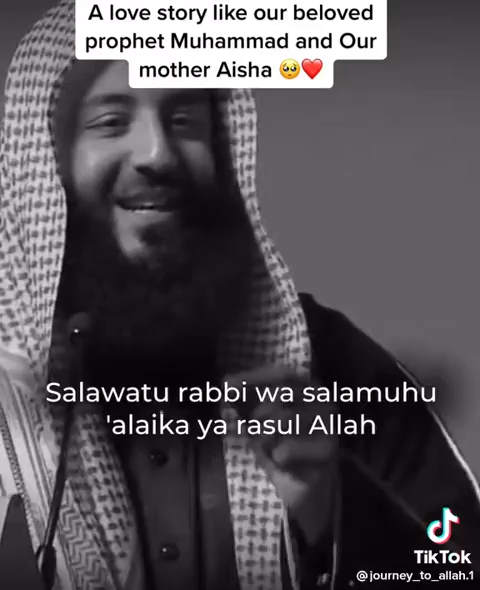 A love story like our beloved
prophet Muhammad and Our
mother Aisha 🥺❤️
Salawatu rabbi wa salamuhu
'alaika ya rasul Allah
TikTok
@journey_to_allah.1